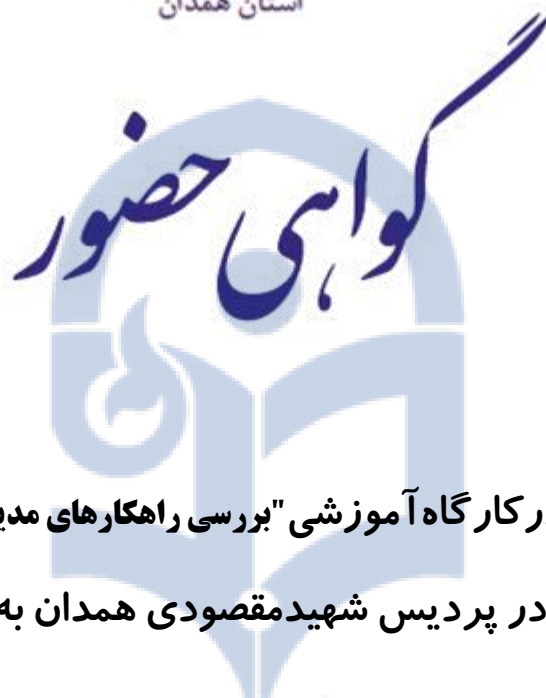 استان همدان
گواهی حضور
کارگاه آموزشی"بررسی راهکارهای
در پردیس شهیدمقصودی همدان به